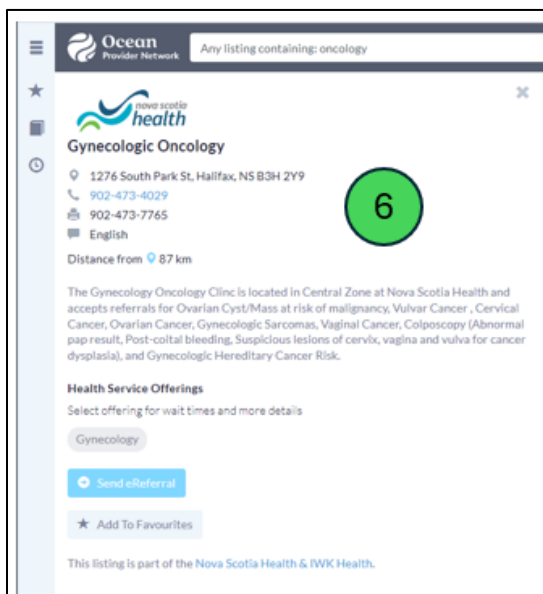 Ocean
Provider Network
Any listing containing: oncology
nova scotia
health
Gynecologic Oncology
1276 South Park St, Halifax, NS B3H 2Y9
902-473-4029
902-473-7765
6
English
Distance from 87 km
The Gynecology Oncology Clinc is located in Central Zone at Nova Scotia Health and
accepts referrals for Ovarian Cyst/Mass at risk of malignancy, Vulvar Cancer , Cervical
Cancer, Ovarian Cancer, Gynecologic Sarcomas, Vaginal Cancer, Colposcopy (Abnormal
pap result, Post-coital bleeding, Suspicious lesions of cervix, vagina and vulva for cancer
dysplasia), and Gynecologic Hereditary Cancer Risk.
Health Service Offerings
Select offering for wait times and more details
Gynecology
Send eReferral
Add To Favourites
This listing is part of the Nova Scotia Health & IWK Health.